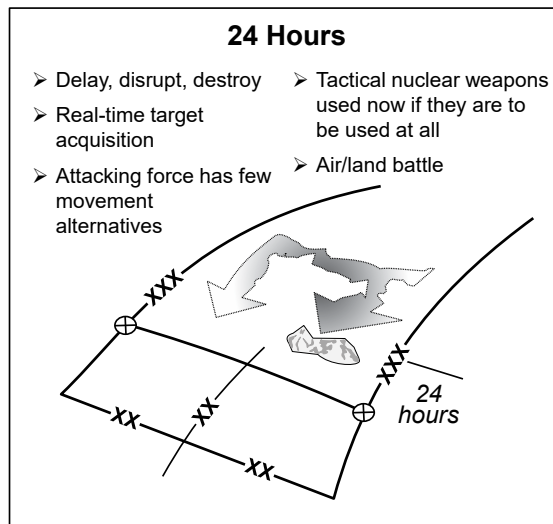 24 Hours
➢ Delay, disrupt, destroy
➢ Real-time target
acquisition
➢ Attacking force has few
movement
alternatives
➢ Tactical nuclear weapons
used now if they are to
be used at all
➢ Air/land battle
XXX
XXX
24
hours
XX
XX
XX